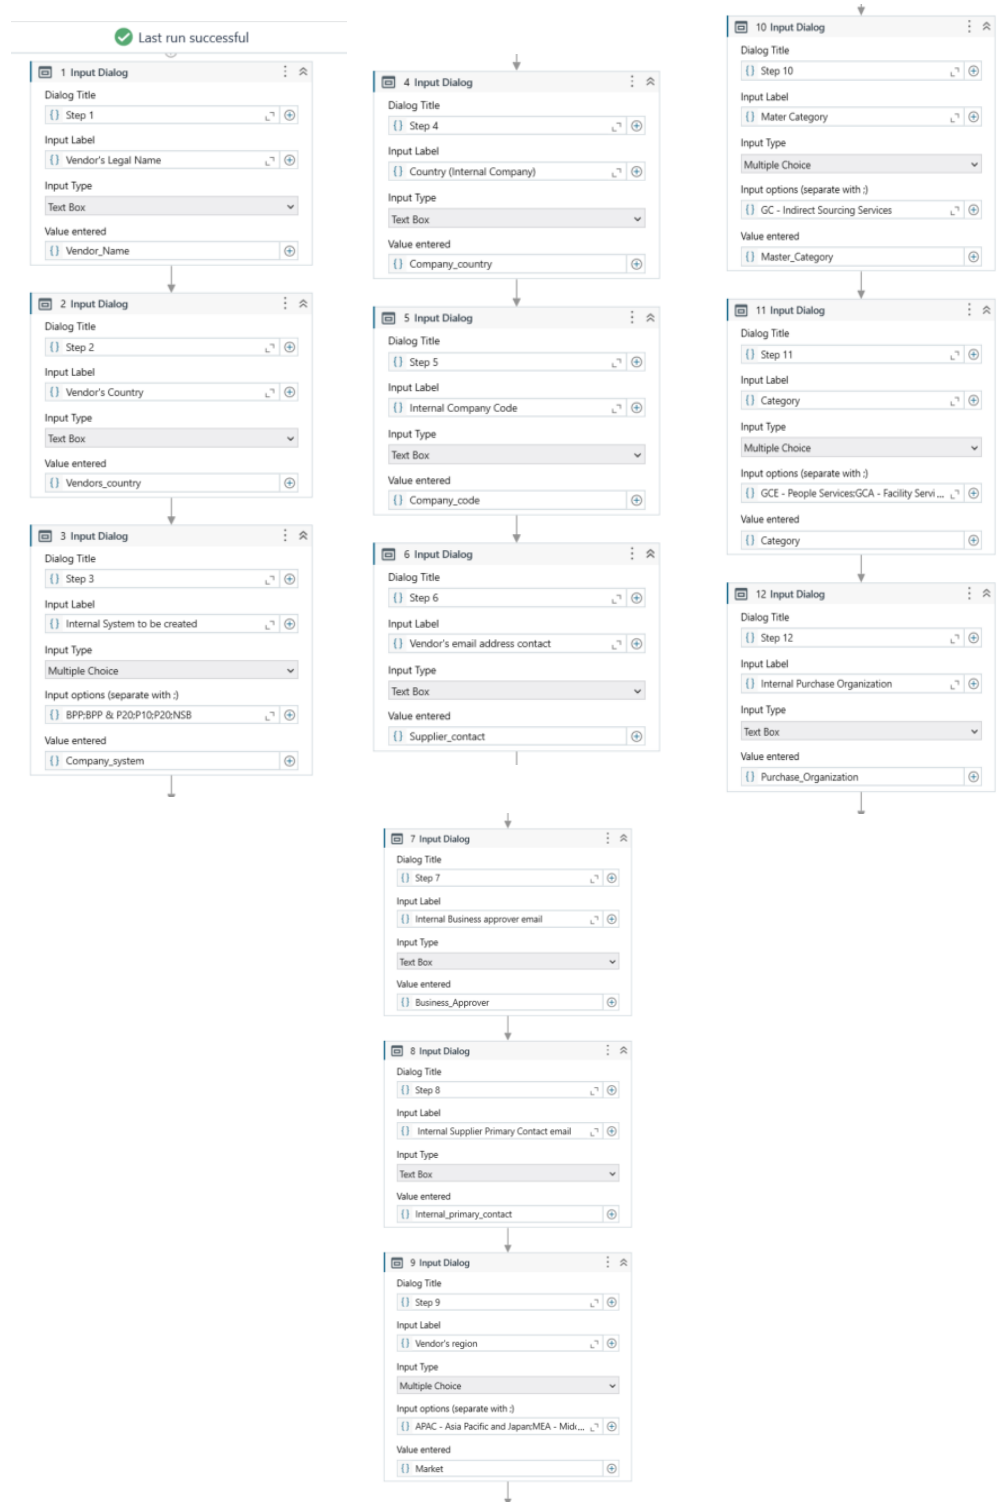 Last run successful
1 Input Dialog
Dialog Title
Step 1
Input Label
Vendor's Legal Name
Input Type
Text Box
Value entered
Vendor_Name
2 Input Dialog
Dialog Title
Step 2
Input Label
Vendor's Country
Input Type
Text Box
Value entered
Vendors_country
3 Input Dialog
Dialog Title
Step 3
Input Label
Internal System to be created
Input Type
Multiple Choice
Input options (separate with ;)
BPP;BPP & P20;P10;P20;NSB
Value entered
Company_system
4 Input Dialog
Dialog Title
Step 4
Input Label
Country (Internal Company)
Input Type
Text Box
Value entered
Company_country
5 Input Dialog
Dialog Title
Step 5
Input Label
Internal Company Code
Input Type
Text Box
Value entered
Company_code
6 Input Dialog
Dialog Title
Step 6
Input Label
Vendor's email address contact
Input Type
Text Box
Value entered
Supplier_contact
7 Input Dialog
Dialog Title
Step 7
Input Label
Internal Business approver email
Input Type
Text Box
Value entered
Business_Approver
8 Input Dialog
Dialog Title
Step 8
Input Label
Internal Supplier Primary Contact email
Input Type
Text Box
Value entered
Internal_primary_contact
9 Input Dialog
Dialog Title
Step 9
Input Label
Vendor's region
Input Type
Multiple Choice
Input options (separate with ;)
APAC - Asia Pacific and Japan;MEA - Midc...
Value entered
Market
10 Input Dialog
Dialog Title
Step 10
Input Label
Mater Category
Input Type
Multiple Choice
Input options (separate with ;)
GC - Indirect Sourcing Services
Value entered
Master_Category
11 Input Dialog
Dialog Title
Step 11
Input Label
Category
Input Type
Multiple Choice
Input options (separate with ;)
GCE - People Services;GCA - Facility Servi...
Value entered
Category
12 Input Dialog
Dialog Title
Step 12
Input Label
Internal Purchase Organization
Input Type
Text Box
Value entered
Purchase_Organization